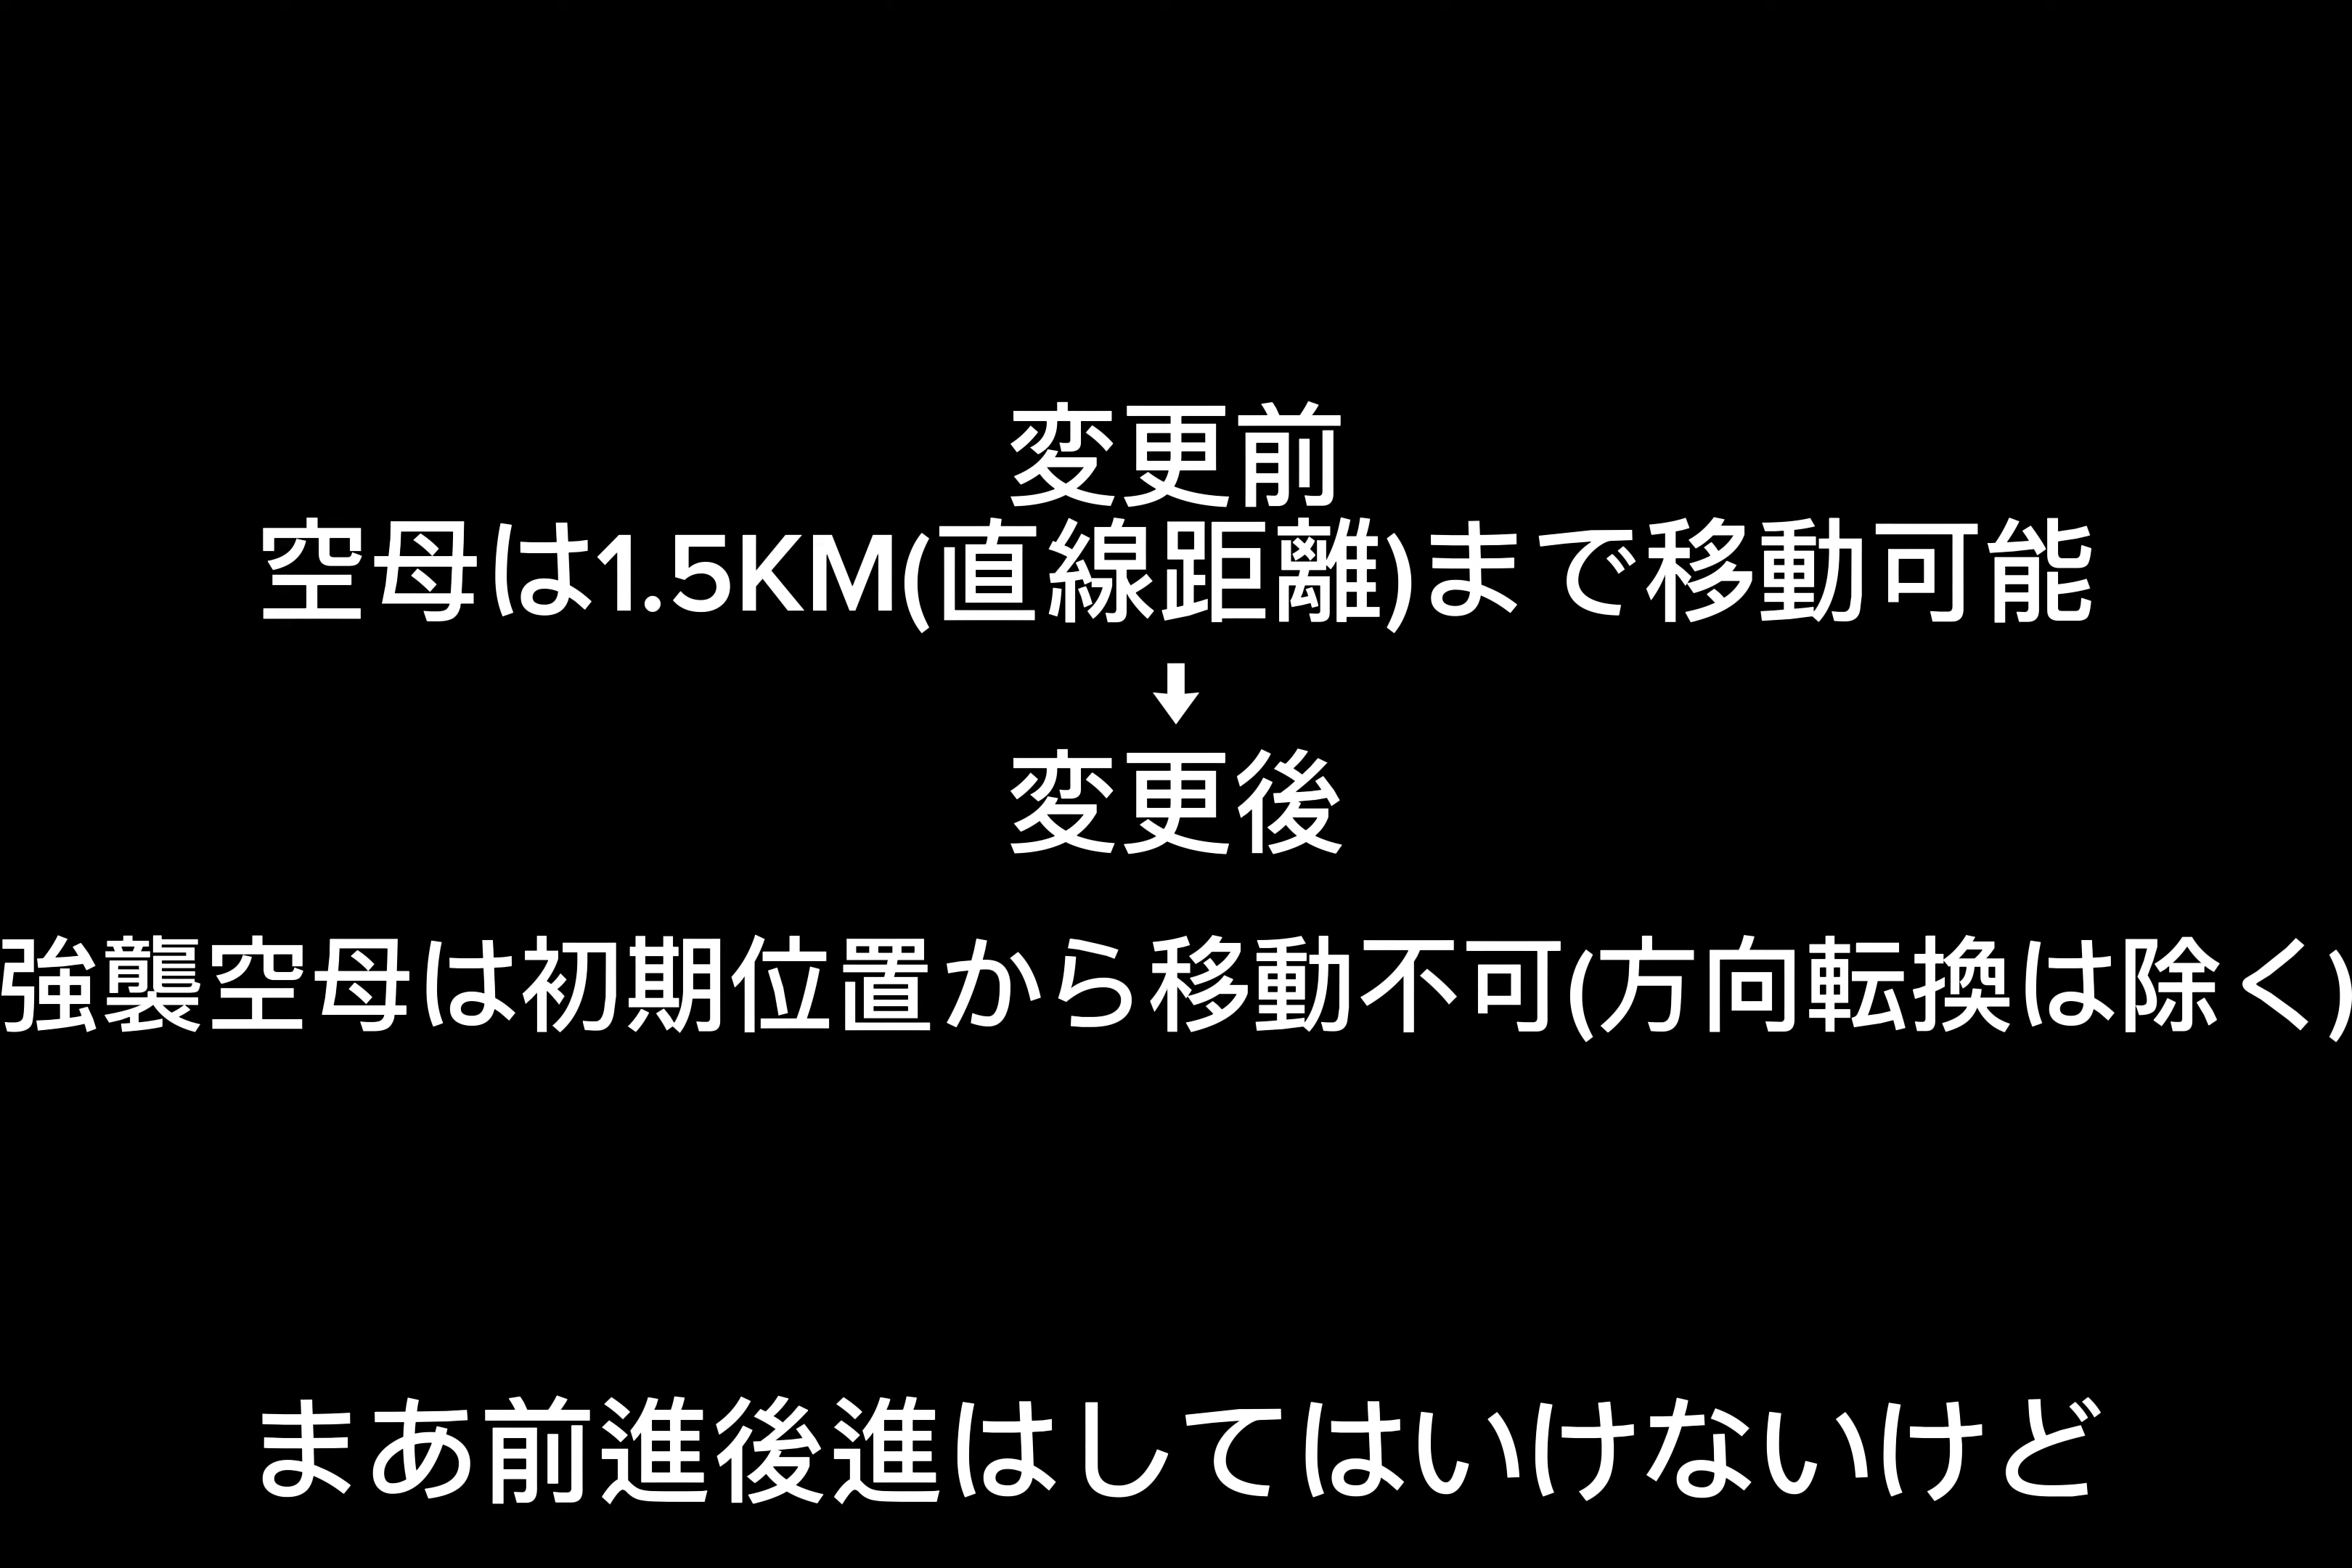 変更前
空母は1.5KM(直線距離)まで移動可能
⬇
変更後
強襲空母は初期位置から移動不可(方向転換は除く)
まあ前進後進はしてはいけないけど